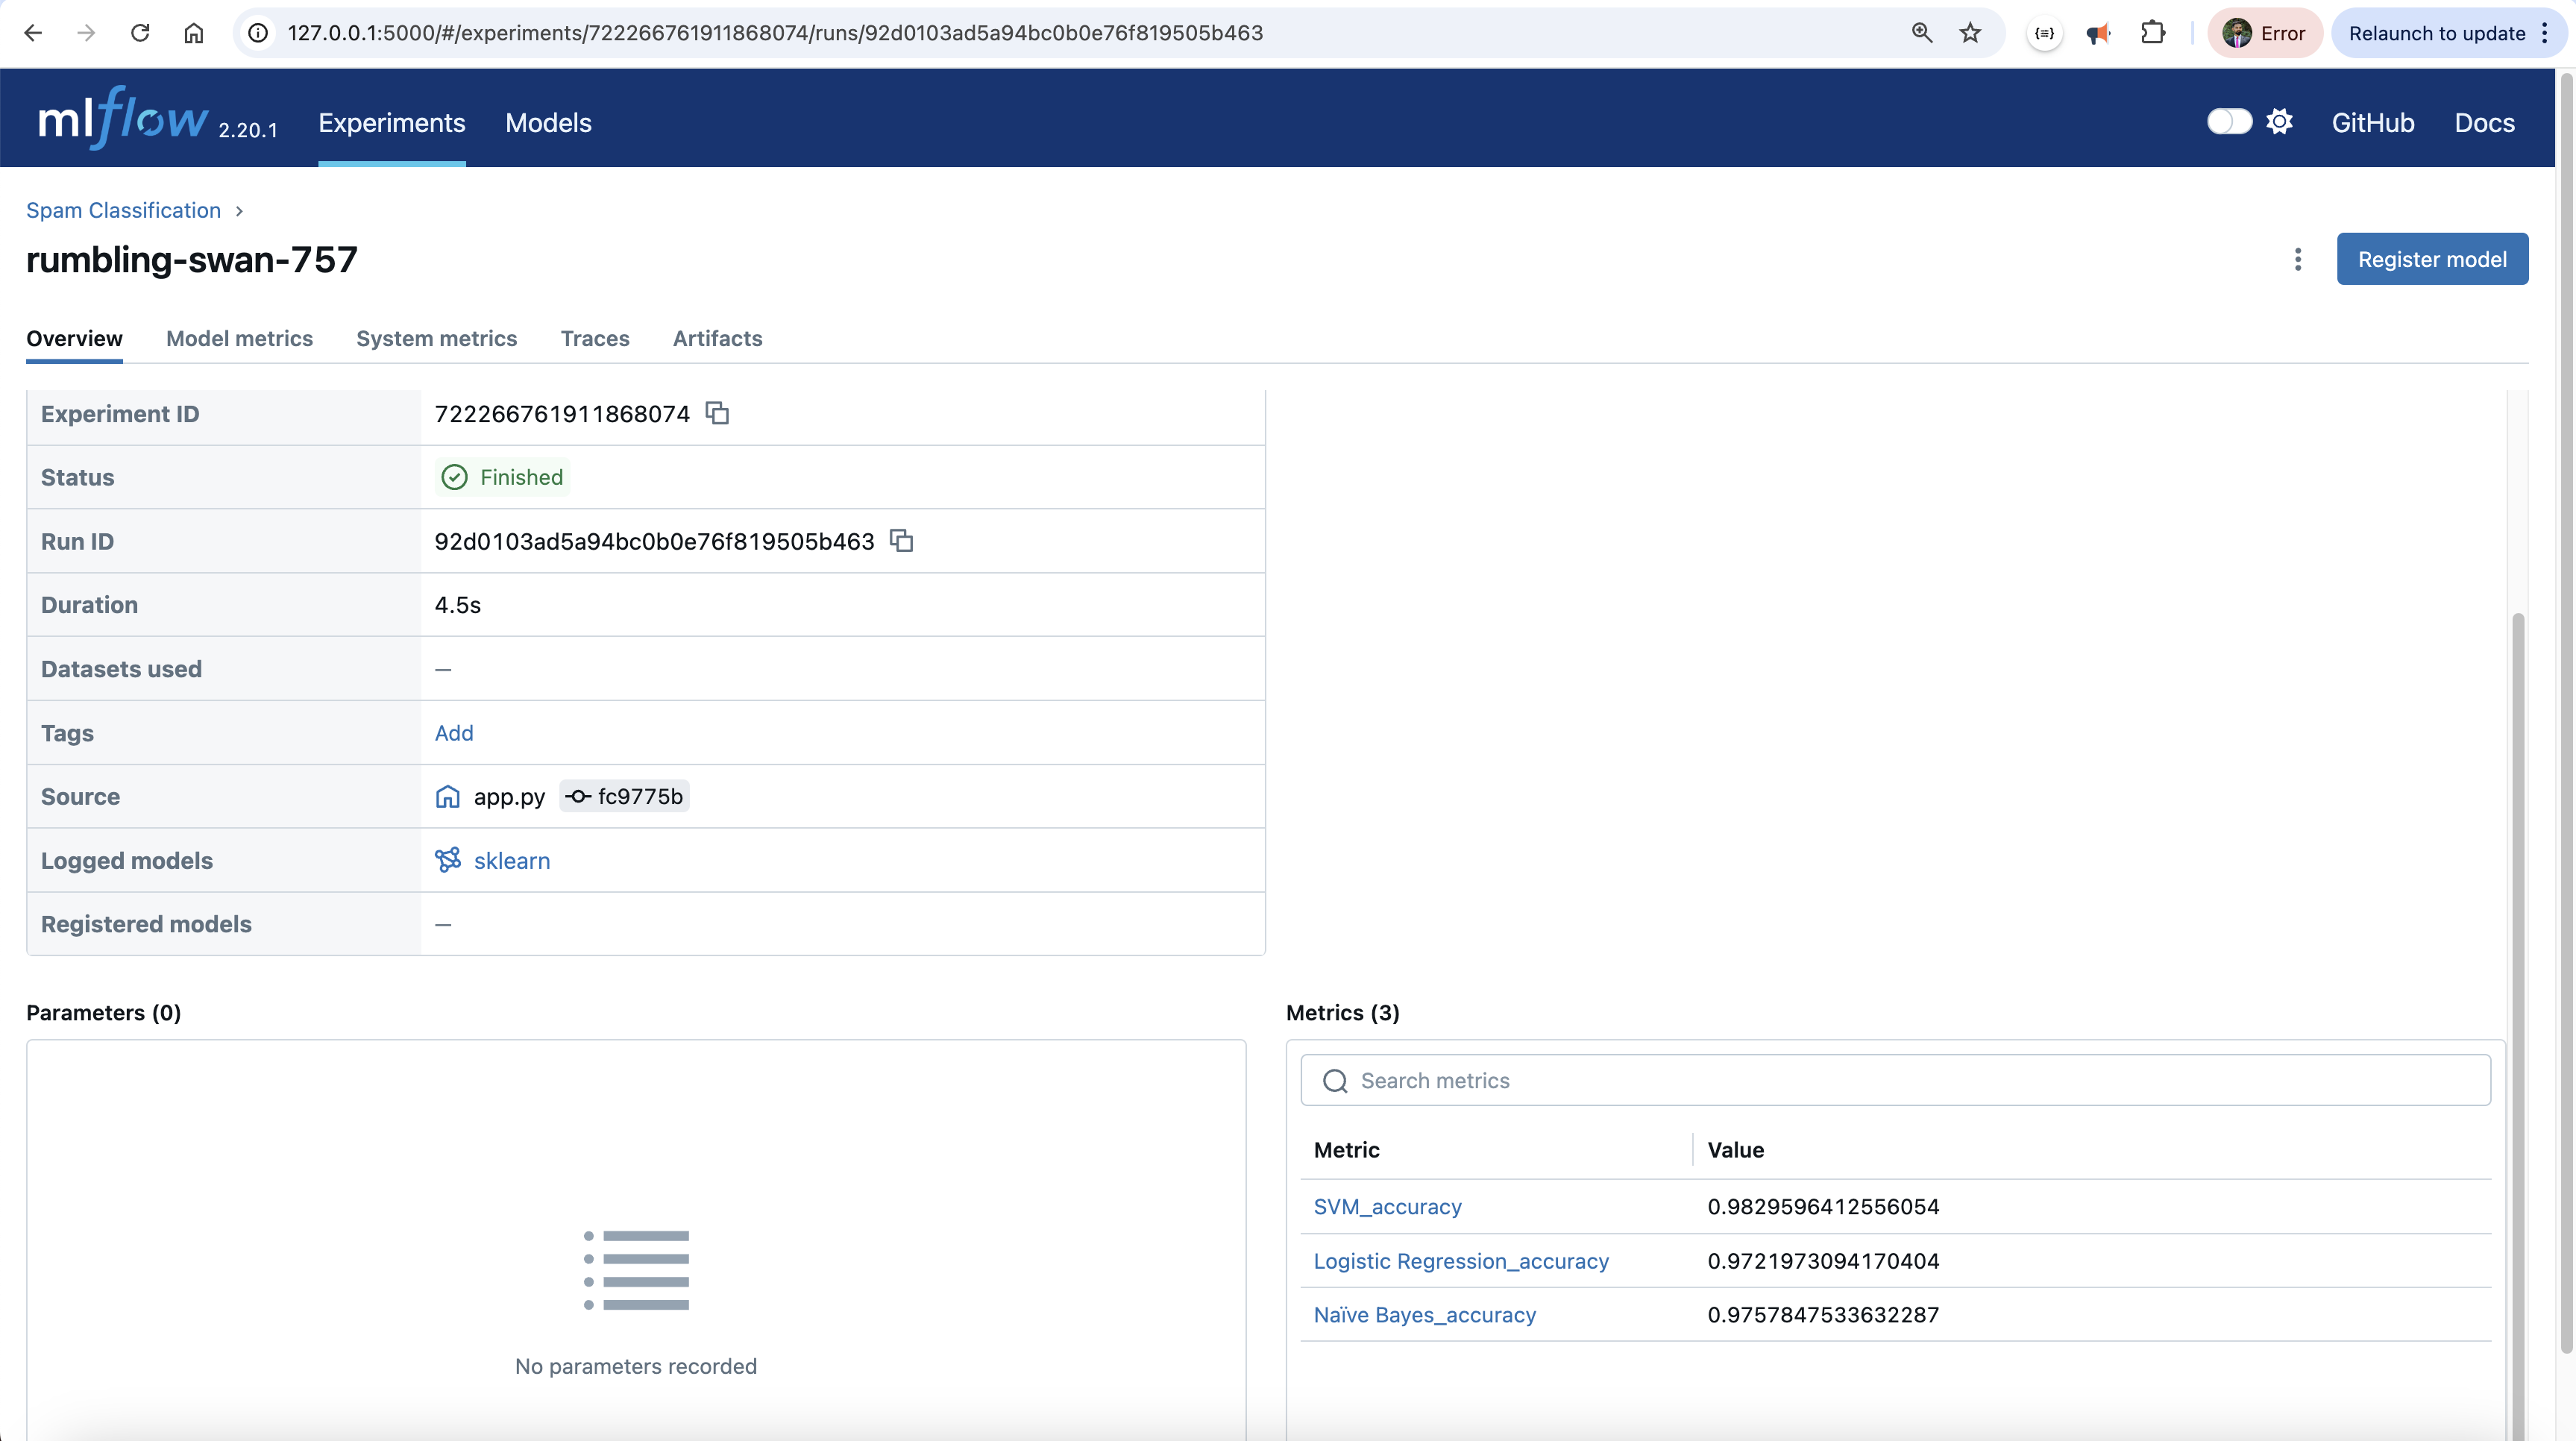 127.0.0.1:5000/#/experiments/722266761911868074/runs/92d0103ad5a94bc0b0e76f819505b463
Error
Relaunch to update
mlflow 2.20.1 Experiments Models GitHub Docs
Spam Classification
rumbling-swan-757
Register model
Overview Model metrics System metrics Traces Artifacts
Experiment ID 722266761911868074
Status Finished
Run ID 92d0103ad5a94bc0b0e76f819505b463
Duration 4.5s
Datasets used —
Tags Add
Source app.py fc9775b
Logged models sklearn
Registered models —
Parameters (0)
No parameters recorded
Metrics (3)
Search metrics
Metric Value
SVM_accuracy 0.9829596412556054
Logistic Regression_accuracy 0.9721973094170404
Naïve Bayes_accuracy 0.9757847533632287